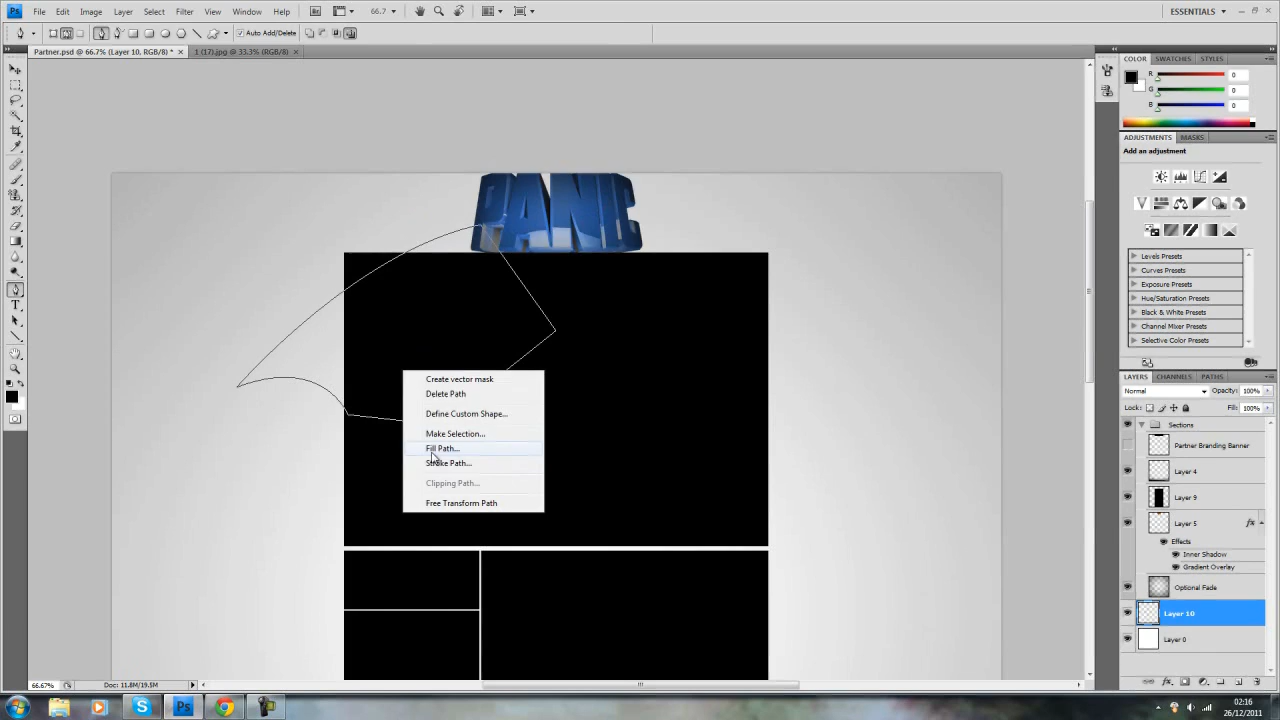 Ps File Edit Image Layer Select Filter Analysis 3D View Window Help 66.7 ESSENTIALS
Auto Add/Delete
Partner.psd @ 66.7% (Layer 10, RGB/8) * × 1 (17).jpg @ 33.3% (RGB/8) ×
COLOR SWATCHES STYLES
R 0
G 0
B 0
ADJUSTMENTS MASKS
Add an adjustment
Levels Presets
Curves Presets
Exposure Presets
Hue/Saturation Presets
Black & White Presets
Channel Mixer Presets
Selective Color Presets
LAYERS CHANNELS PATHS
Normal Opacity: 100%
Lock: Fill: 100%
Sections
Partner Branding Banner
Layer 4
Layer 9
Layer 5 fx
Effects
Inner Shadow
Gradient Overlay
Optional Fade
Layer 10
Layer 0
Create vector mask
Delete Path
Define Custom Shape...
Make Selection...
Fill Path...
Stroke Path...
Clipping Path...
Free Transform Path
66.67% Doc: 11.8M/19.5M
02:16
26/12/2011